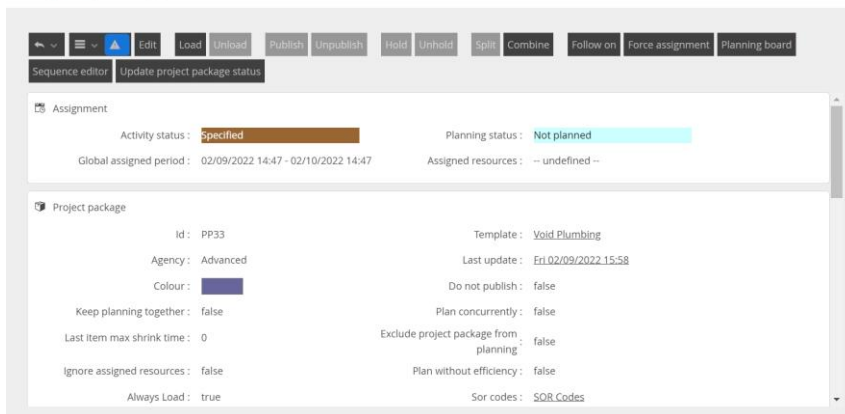 Edit Load Unload Publish Unpublish Hold Unhold Split Combine Follow on Force assignment Planning board
Sequence editor Update project package status
Assignment
Activity status : Specified Planning status : Not planned
Global assigned period : 02/09/2022 14:47 - 02/10/2022 14:47 Assigned resources : -- undefined --
Project package
Id : PP33 Template : Void Plumbing
Agency : Advanced Last update : Fri 02/09/2022 15:58
Colour : Do not publish : false
Keep planning together : false Plan concurrently : false
Last item max shrink time : 0 Exclude project package from planning : false
Ignore assigned resources : false Plan without efficiency : false
Always Load : true Sor codes : SOR Codes